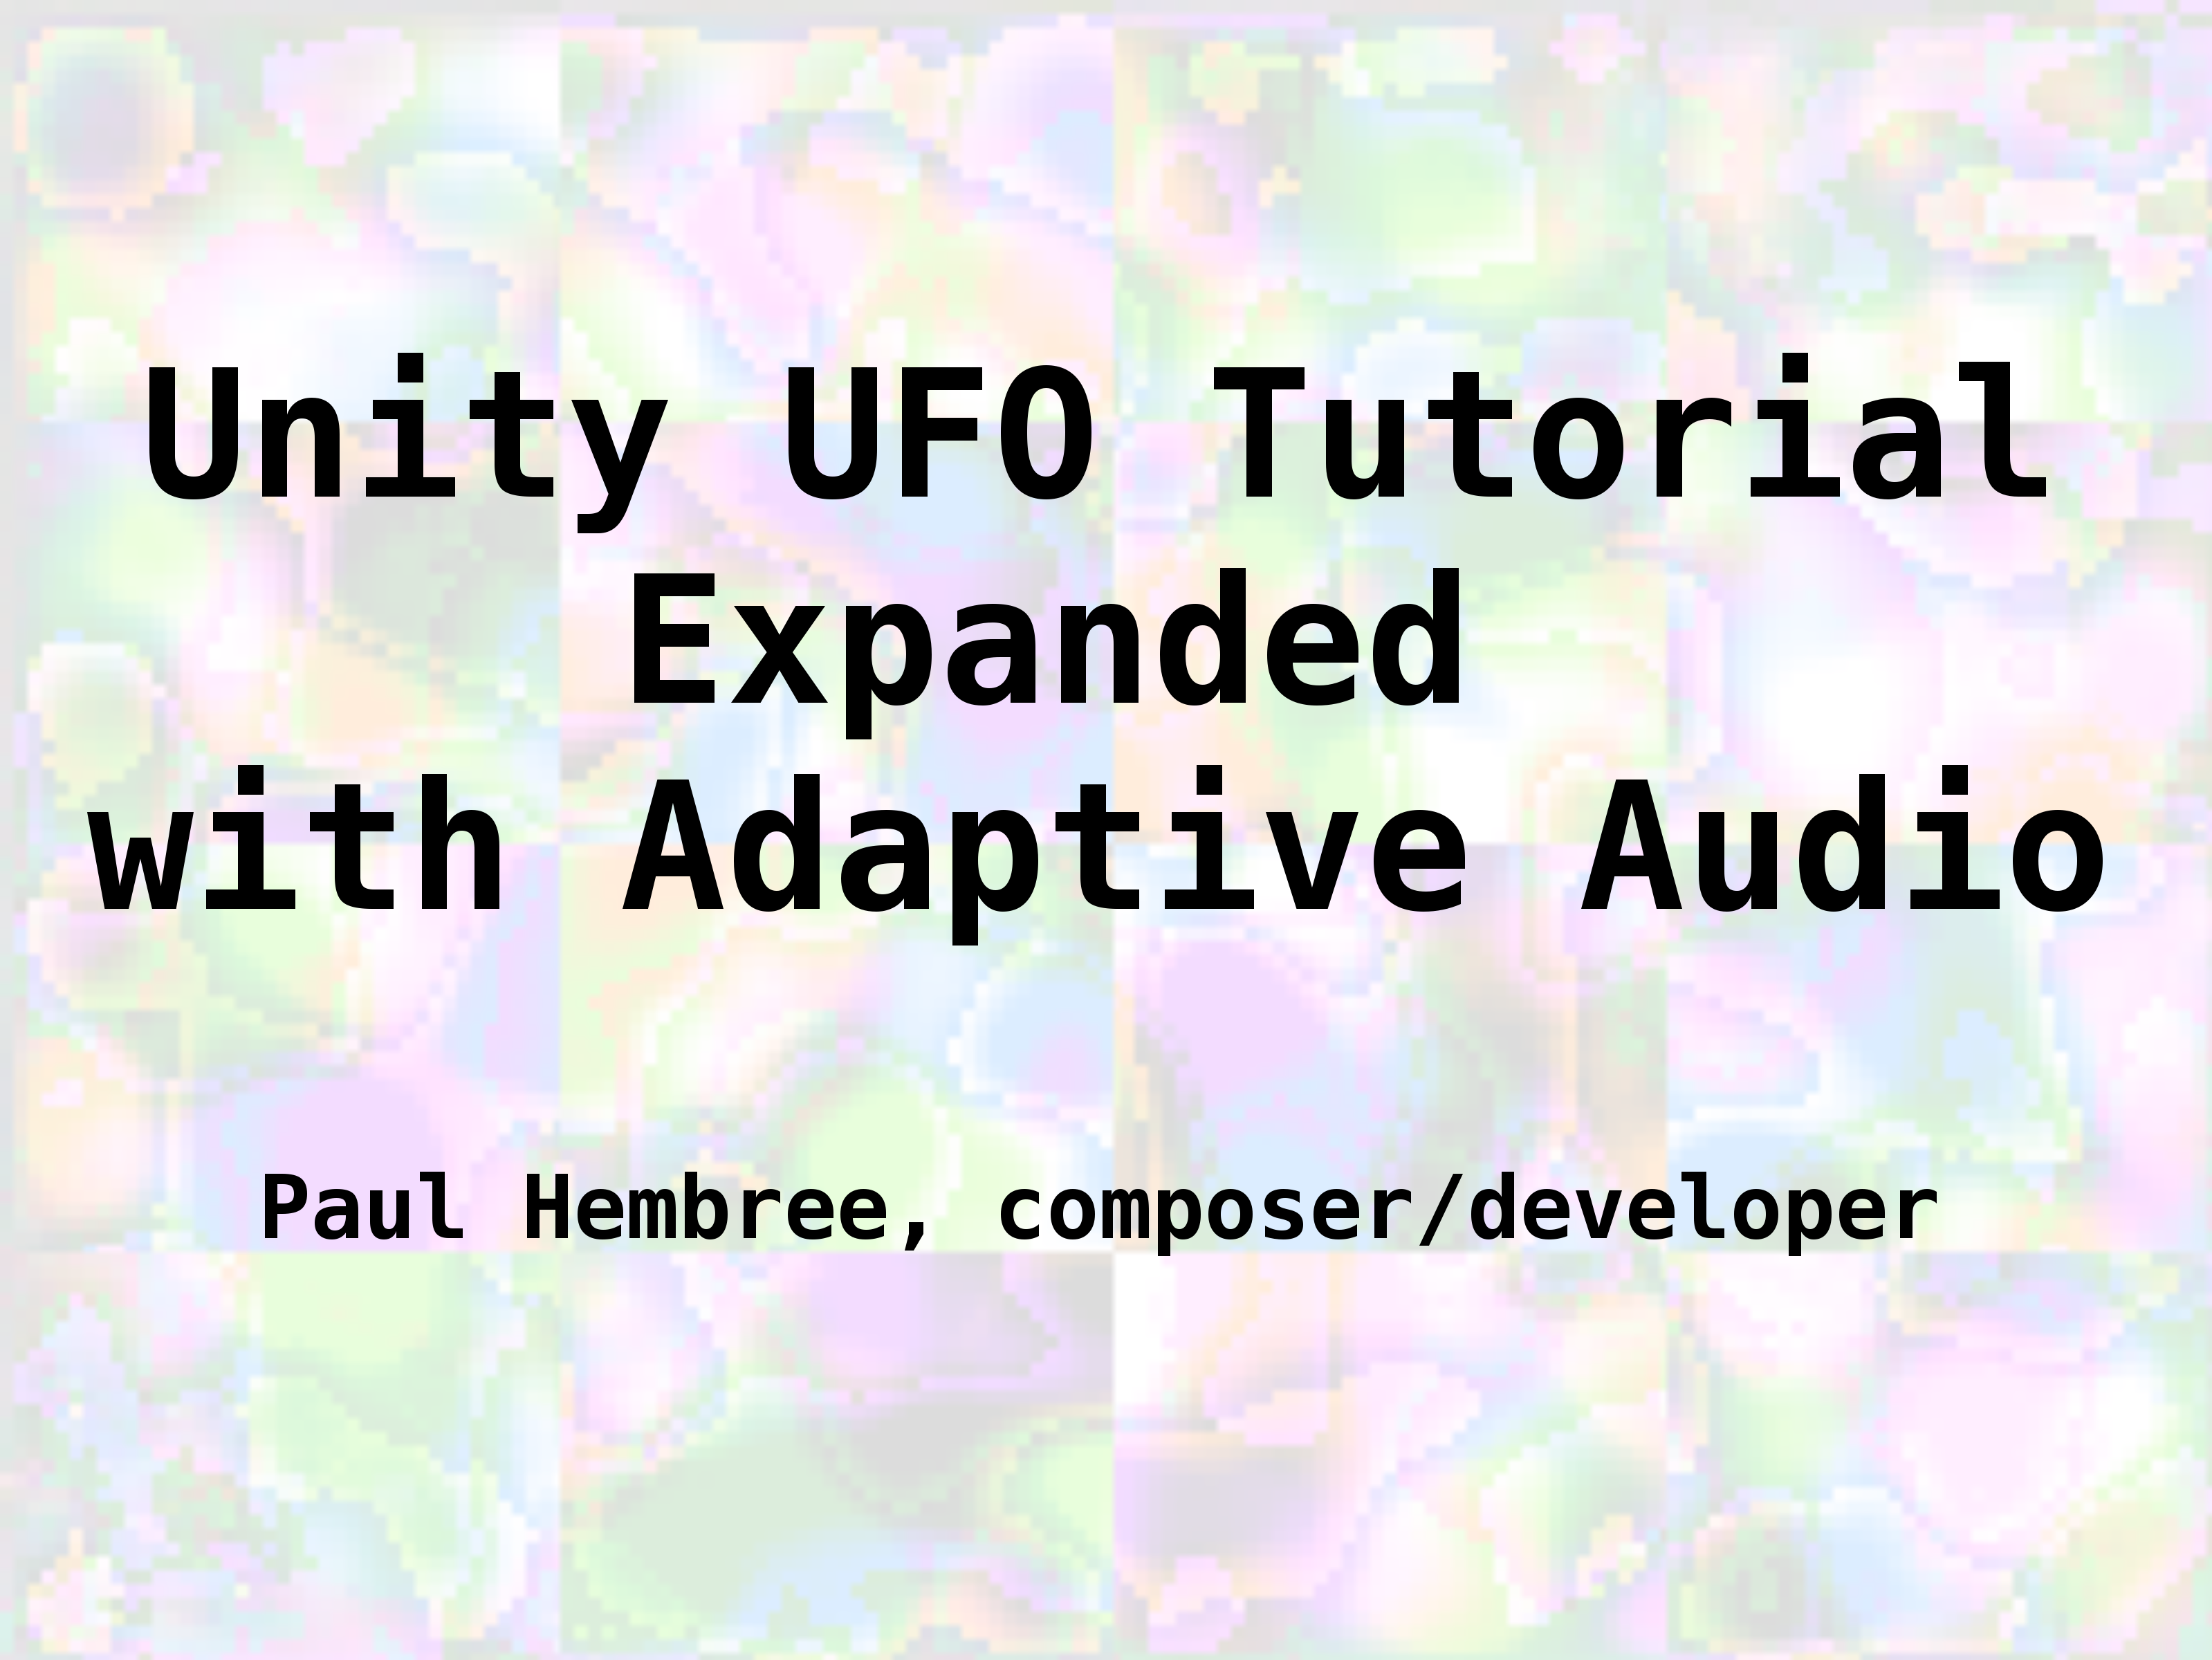 Unity UFO Tutorial
Expanded
with Adaptive Audio
Paul Hembree, composer/developer